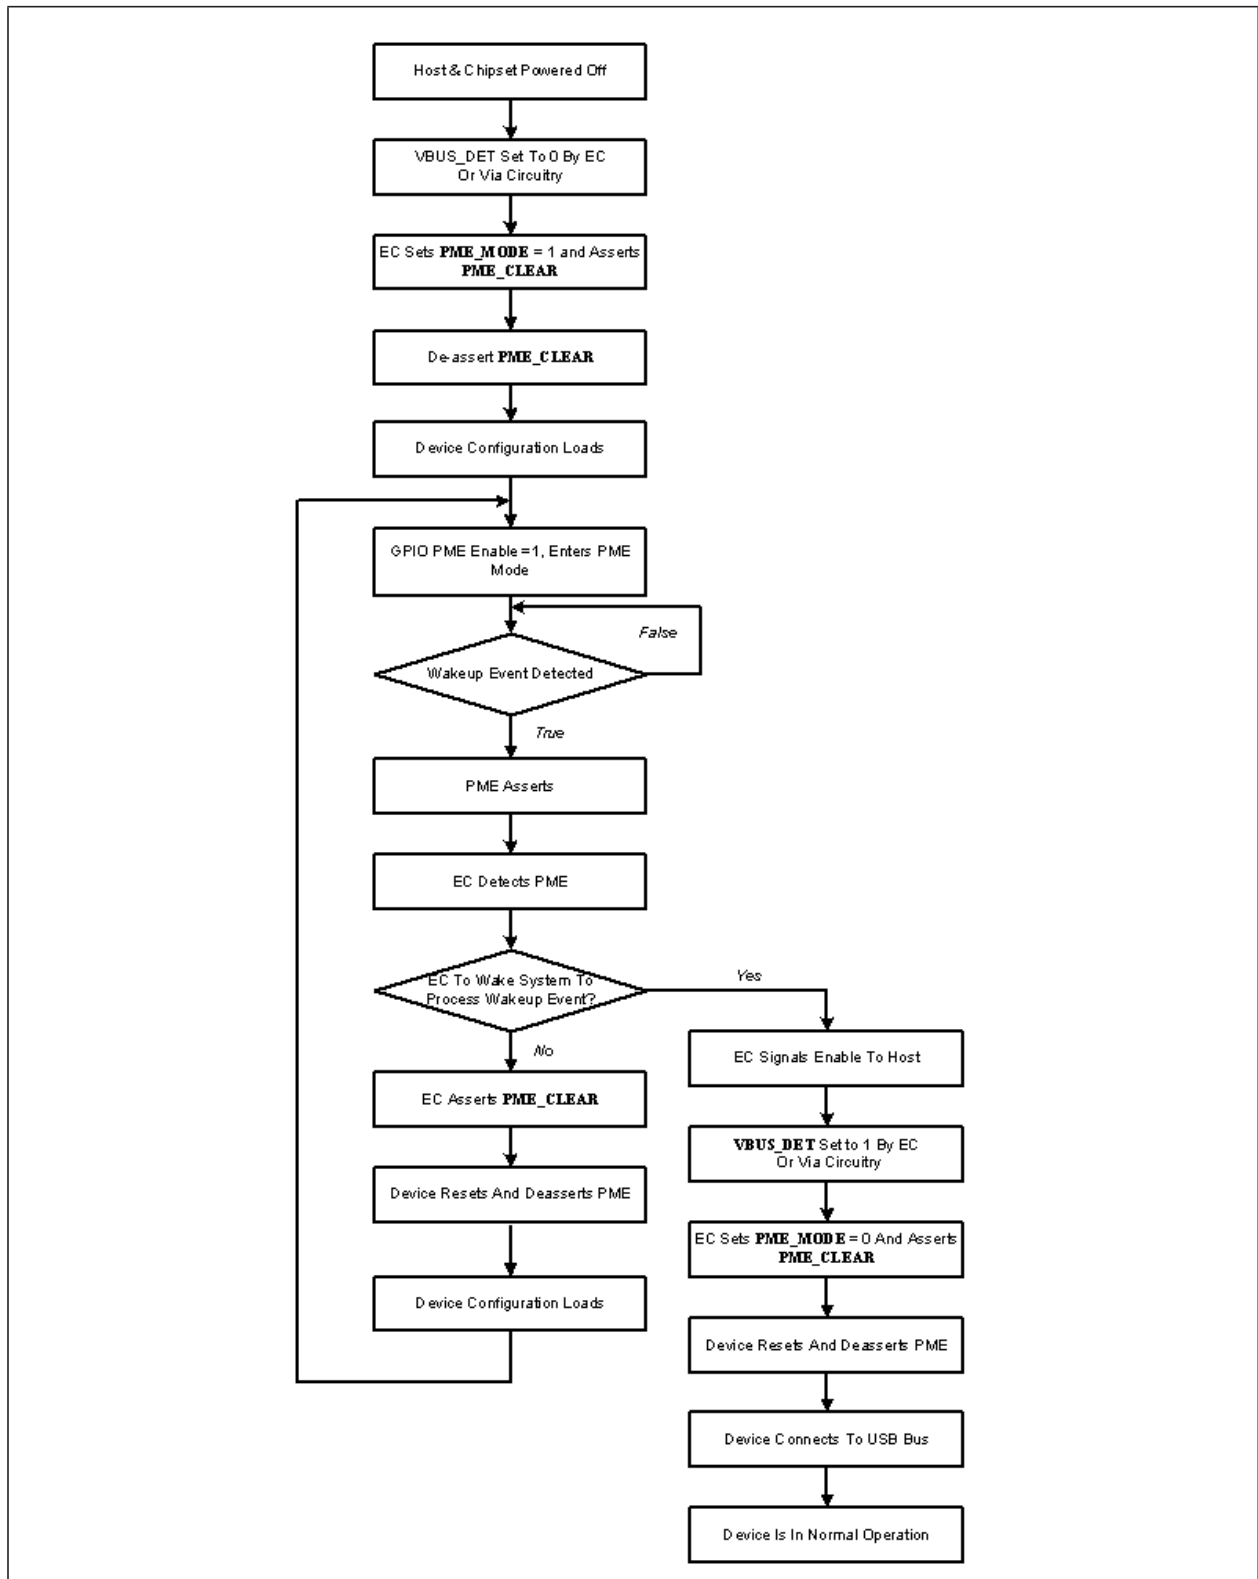 Host & Chipset Powered Off
VBUS_DET Set To 0 By EC
Or Via Circuitry
EC Sets PME_MODE = 1 and Asserts
PME_CLEAR
De-assert PME_CLEAR
Device Configuration Loads
GPIO PME Enable =1, Enters PME
Mode
False
Wakeup Event Detected
True
PME Asserts
EC Detects PME
EC To Wake System To
Process Wakeup Event?
Yes
No
EC Asserts PME_CLEAR
Device Resets And Deasserts PME
Device Configuration Loads
EC Signals Enable To Host
VBUS_DET Set to 1 By EC
Or Via Circuitry
EC Sets PME_MODE = 0 And Asserts
PME_CLEAR
Device Resets And Deasserts PME
Device Connects To USB Bus
Device Is In Normal Operation